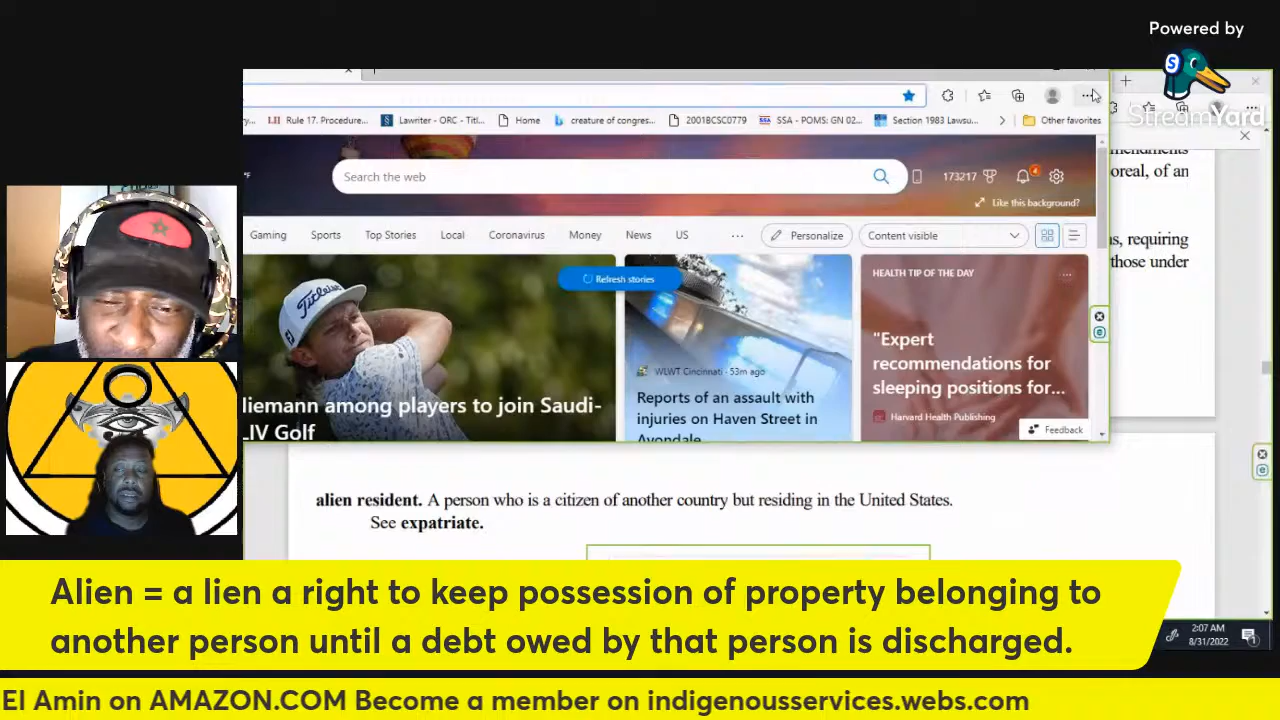 Powered by
StreamYard
Rule 17. Procedure...
Lawriter - ORC - Titl...
Home
creature of congres...
2001BCSC0779
SSA - POMS: GN 02...
Section 1983 Lawsu...
Other favorites
Search the web
173217
4
Like this background?
Gaming
Sports
Top Stories
Local
Coronavirus
Money
News
US
...
Personalize
Content visible
Refresh stories
HEALTH TIP OF THE DAY
"Expert
recommendations for
sleeping positions for...
Harvard Health Publishing
WLWT Cincinnati · 53m ago
Reports of an assault with
injuries on Haven Street in
Avondale
iemann among players to join Saudi-
LIV Golf
Feedback
oreal, of an
s, requiring
those under
alien resident. A person who is a citizen of another country but residing in the United States.
See expatriate.
Alien = a lien a right to keep possession of property belonging to
another person until a debt owed by that person is discharged.
2:07 AM
8/31/2022
El Amin on AMAZON.COM Become a member on indigenousservices.webs.com
Titleist